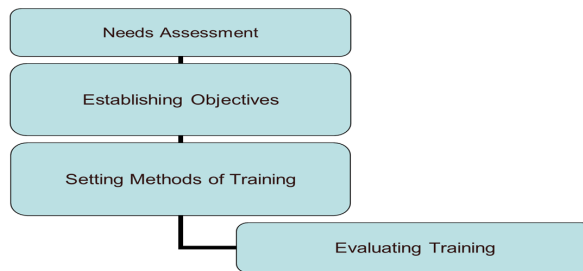 Needs Assessment
Establishing Objectives
Setting Methods of Training
Evaluating Training